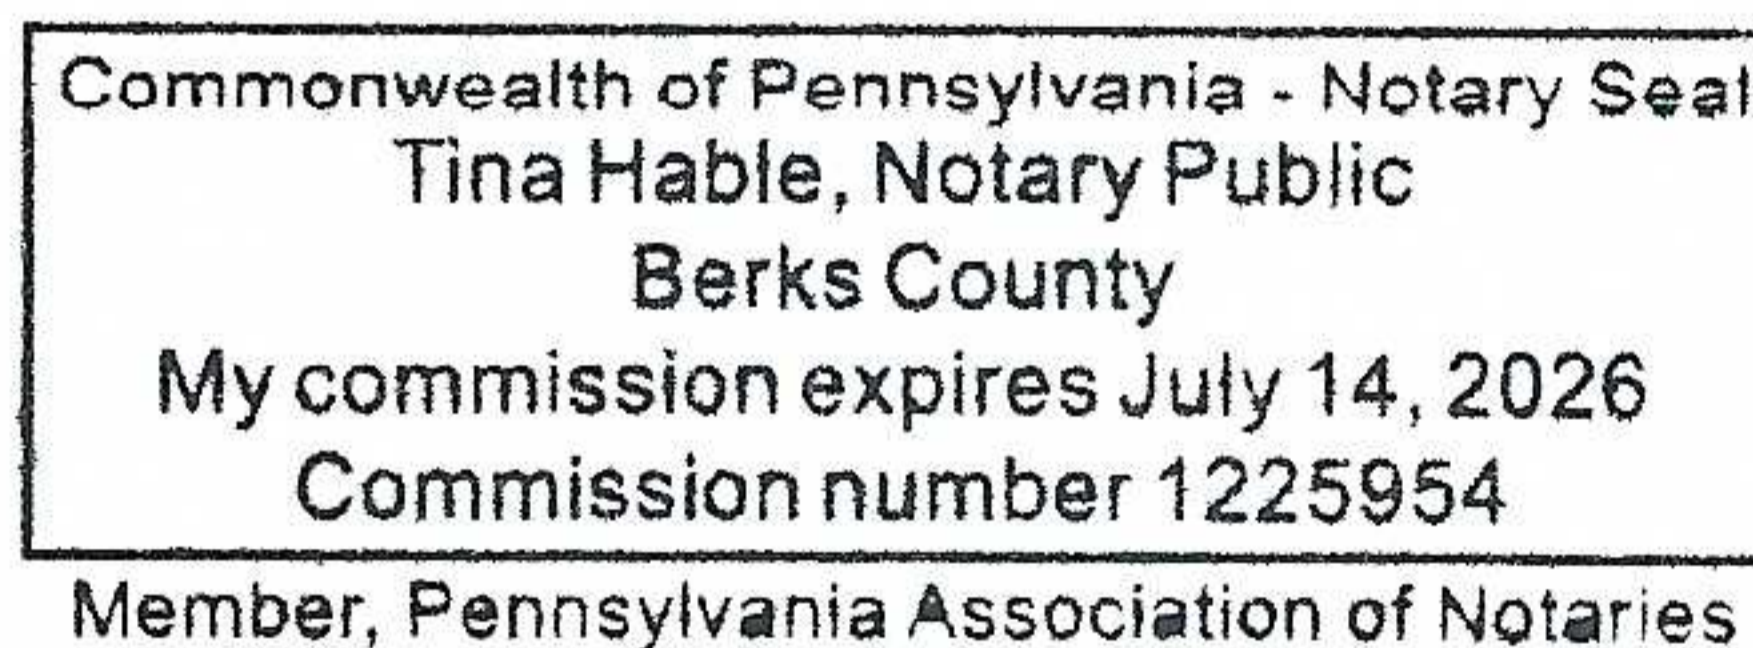 Commonwealth of Pennsylvania - Notary Seal
Tina Hable, Notary Public
Berks County
My commission expires July 14, 2026
Commission number 1225954
Member, Pennsylvania Association of Notaries